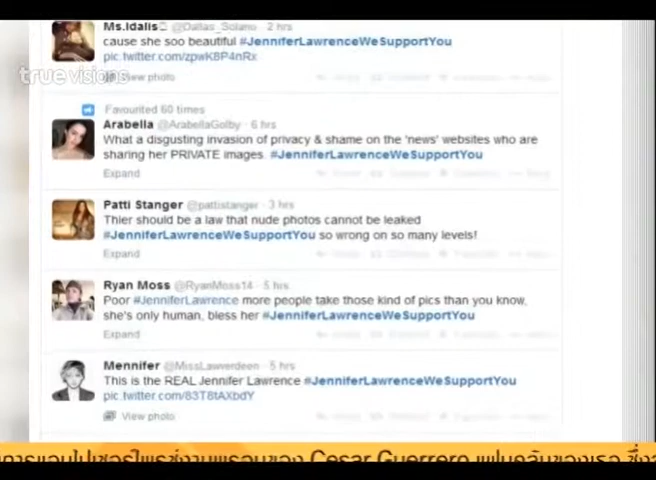 Ms.Idalis @Dallas_Solano · 2 hrs
cause she soo beautiful #JenniferLawrenceWeSupportYou
pic.twitter.com/zpwK8P4nRx
View photo
true visions
Favourited 60 times
Arabella @ArabellaGolby · 6 hrs
What a disgusting invasion of privacy & shame on the 'news' websites who are
sharing her PRIVATE images. #JenniferLawrenceWeSupportYou
Expand
Patti Stanger @pattistanger · 3 hrs
Thier should be a law that nude photos cannot be leaked
#JenniferLawrenceWeSupportYou so wrong on so many levels!
Expand
Ryan Moss @RyanMoss14 · 5 hrs
Poor #JenniferLawrence more people take those kind of pics than you know,
she's only human, bless her #JenniferLawrenceWeSupportYou
Expand
Mennifer @MissLawverdeen · 5 hrs
This is the REAL Jennifer Lawrence #JenniferLawrenceWeSupportYou
pic.twitter.com/83T8tAXbdY
View photo
Cesar Guerrero